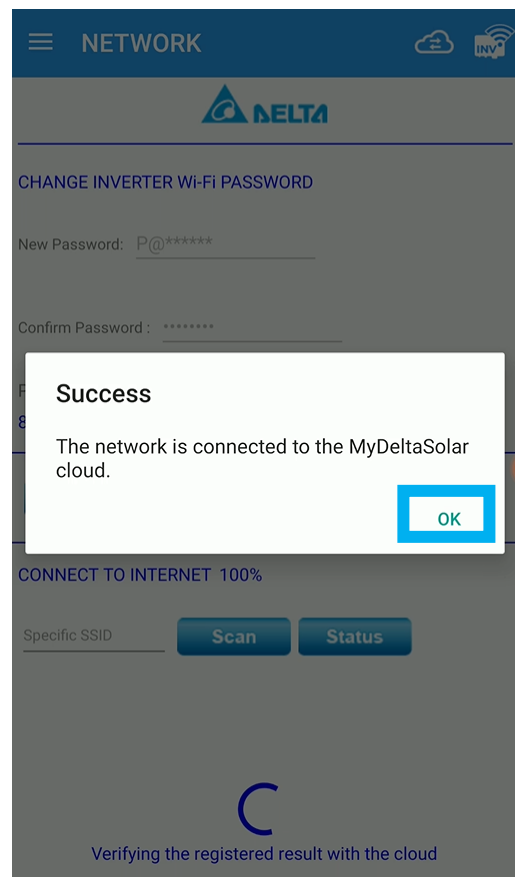 NETWORK
INV
DELTA
CHANGE INVERTER Wi-Fi PASSWORD
New Password: P@******
Confirm Password : ••••••••
Success
The network is connected to the MyDeltaSolar
cloud.
OK
CONNECT TO INTERNET 100%
Specific SSID Scan Status
Verifying the registered result with the cloud